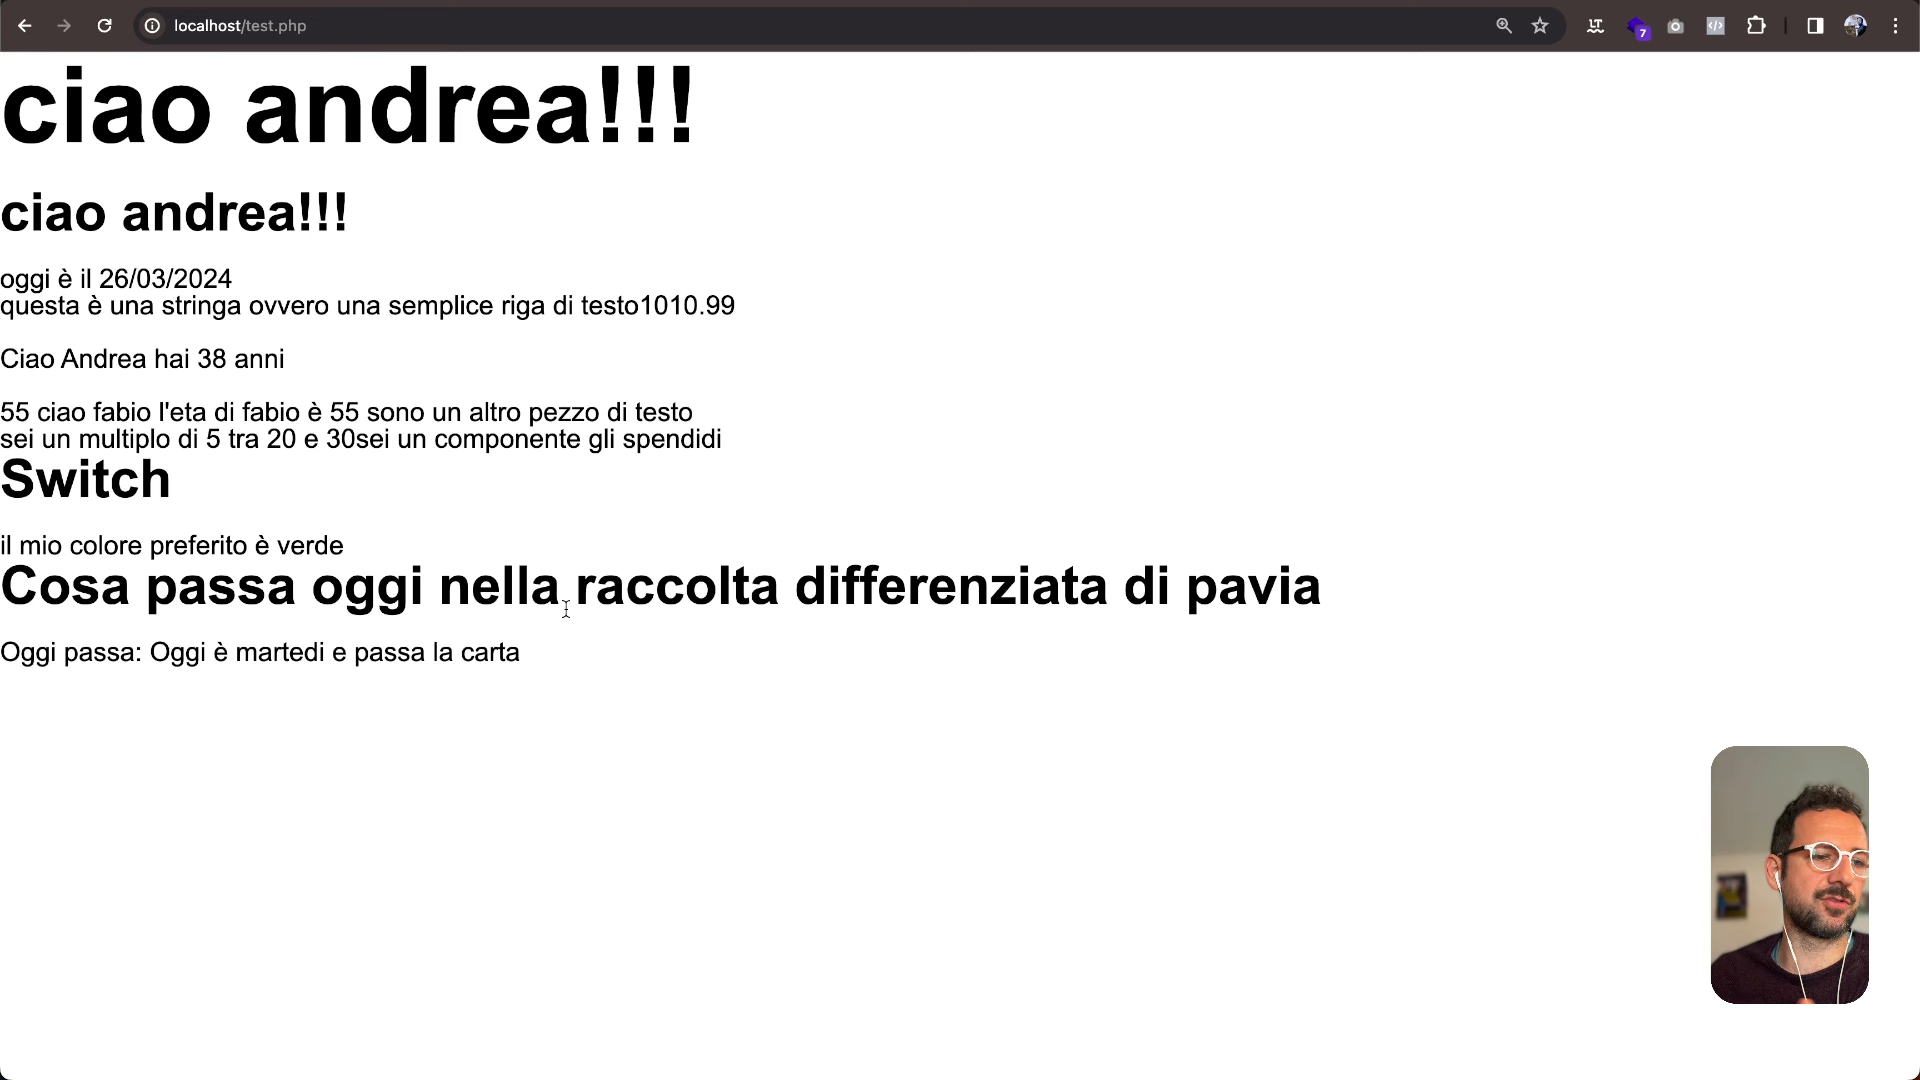 localhost/test.php
7
ciao andrea!!!
ciao andrea!!!
oggi è il 26/03/2024
questa è una stringa ovvero una semplice riga di testo1010.99
Ciao Andrea hai 38 anni
55 ciao fabio l'eta di fabio è 55 sono un altro pezzo di testo
sei un multiplo di 5 tra 20 e 30sei un componente gli spendidi
Switch
il mio colore preferito è verde
Cosa passa oggi nella raccolta differenziata di pavia
Oggi passa: Oggi è martedi e passa la carta